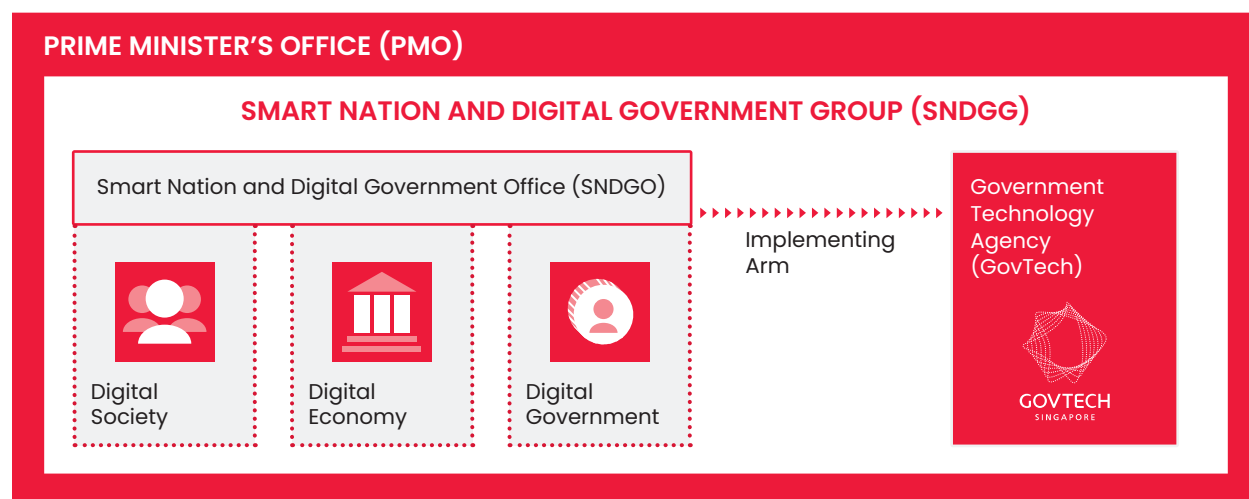 PRIME MINISTER’S OFFICE (PMO)
SMART NATION AND DIGITAL GOVERNMENT GROUP (SNDGG)
Smart Nation and Digital Government Office (SNDGO)
Digital
Society
Digital
Economy
Digital
Government
Implementing
Arm
Government
Technology
Agency
(GovTech)
GOVTECH
SINGAPORE